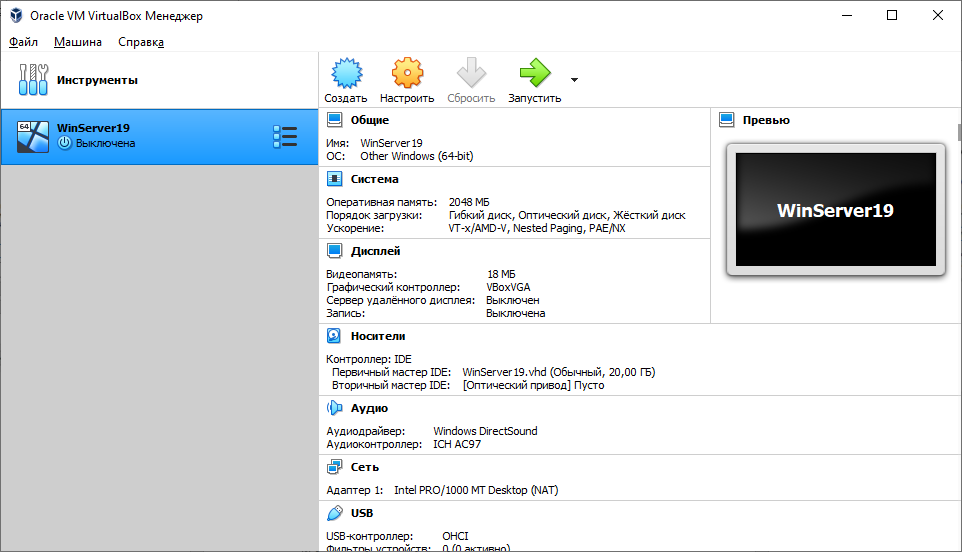 Oracle VM VirtualBox Менеджер
Файл Машина Справка
Инструменты
Создать Настроить Сбросить Запустить
64
WinServer19
Выключена
Общие
Имя: WinServer19
ОС: Other Windows (64-bit)
Превью
WinServer19
Система
Оперативная память: 2048 МБ
Порядок загрузки: Гибкий диск, Оптический диск, Жёсткий диск
Ускорение: VT-x/AMD-V, Nested Paging, PAE/NX
Дисплей
Видеопамять: 18 МБ
Графический контроллер: VBoxVGA
Сервер удалённого дисплея: Выключен
Запись: Выключена
Носители
Контроллер: IDE
Первичный мастер IDE: WinServer19.vhd (Обычный, 20,00 ГБ)
Вторичный мастер IDE: [Оптический привод] Пусто
Аудио
Аудиодрайвер: Windows DirectSound
Аудиоконтроллер: ICH AC97
Сеть
Адаптер 1: Intel PRO/1000 MT Desktop (NAT)
USB
USB-контроллер: OHCI
Фильтры устройств: 0 (0 активно)